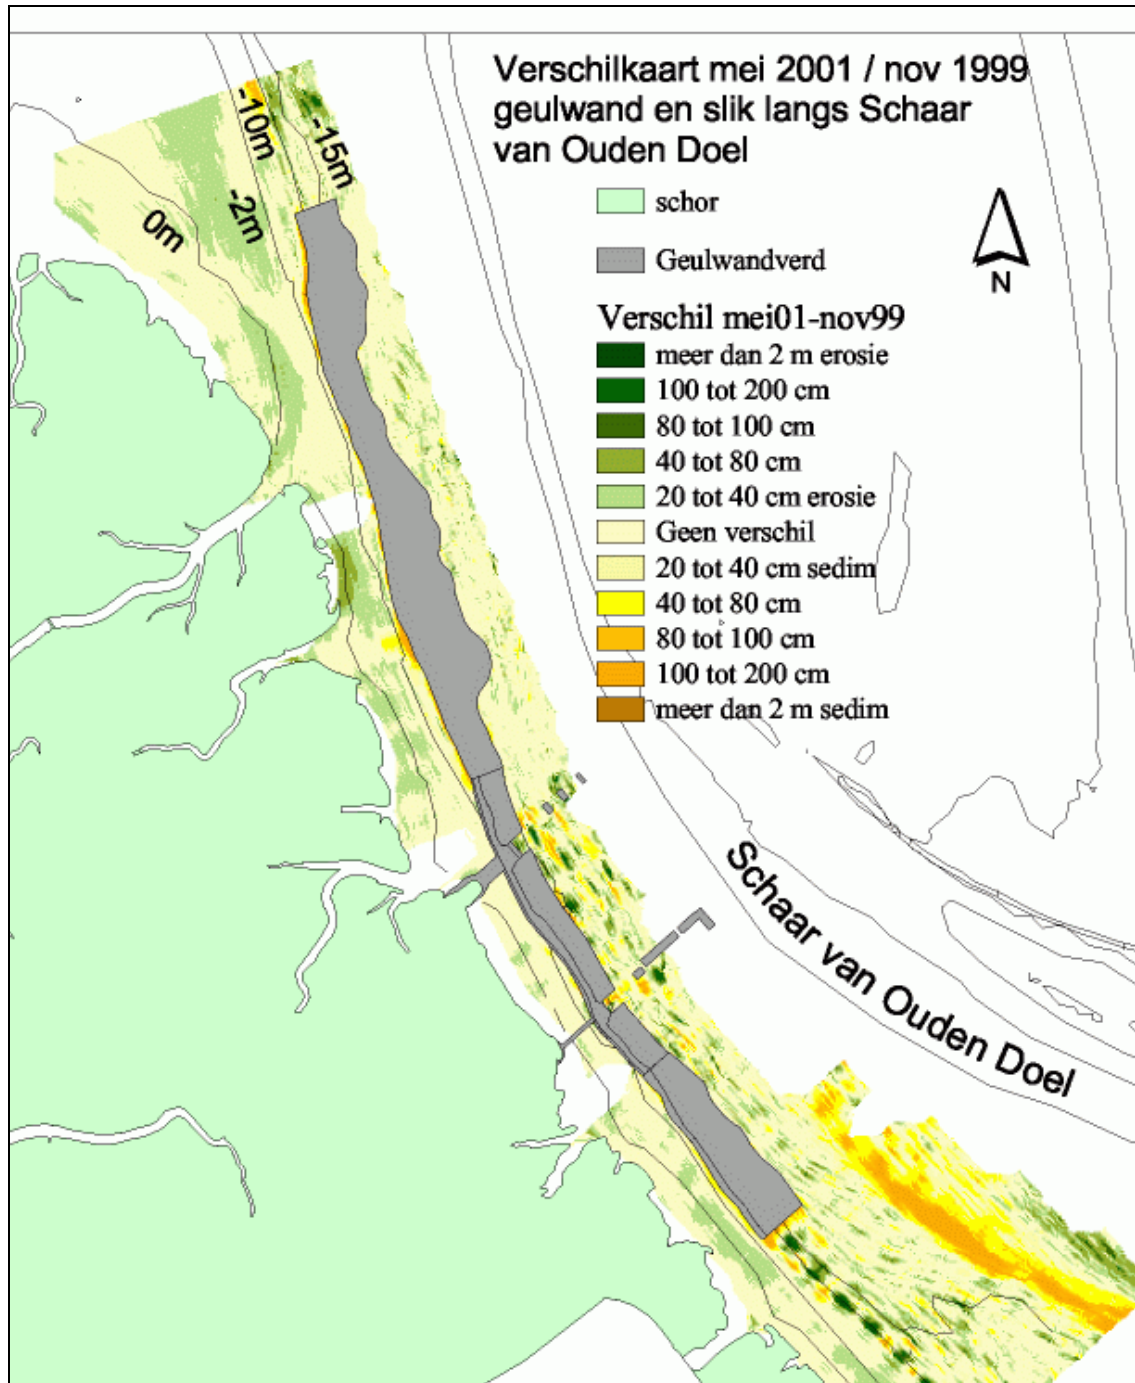 Verschilkaart mei 2001 / nov 1999
geulwand en slik langs Schaar
van Ouden Doel
schor
Geulwandverd
N
Verschil mei01-nov99
meer dan 2 m erosie
100 tot 200 cm
80 tot 100 cm
40 tot 80 cm
20 tot 40 cm erosie
Geen verschil
20 tot 40 cm sedim
40 tot 80 cm
80 tot 100 cm
100 tot 200 cm
meer dan 2 m sedim
-10m
-15m
-2m
0m
Schaar van Ouden Doel